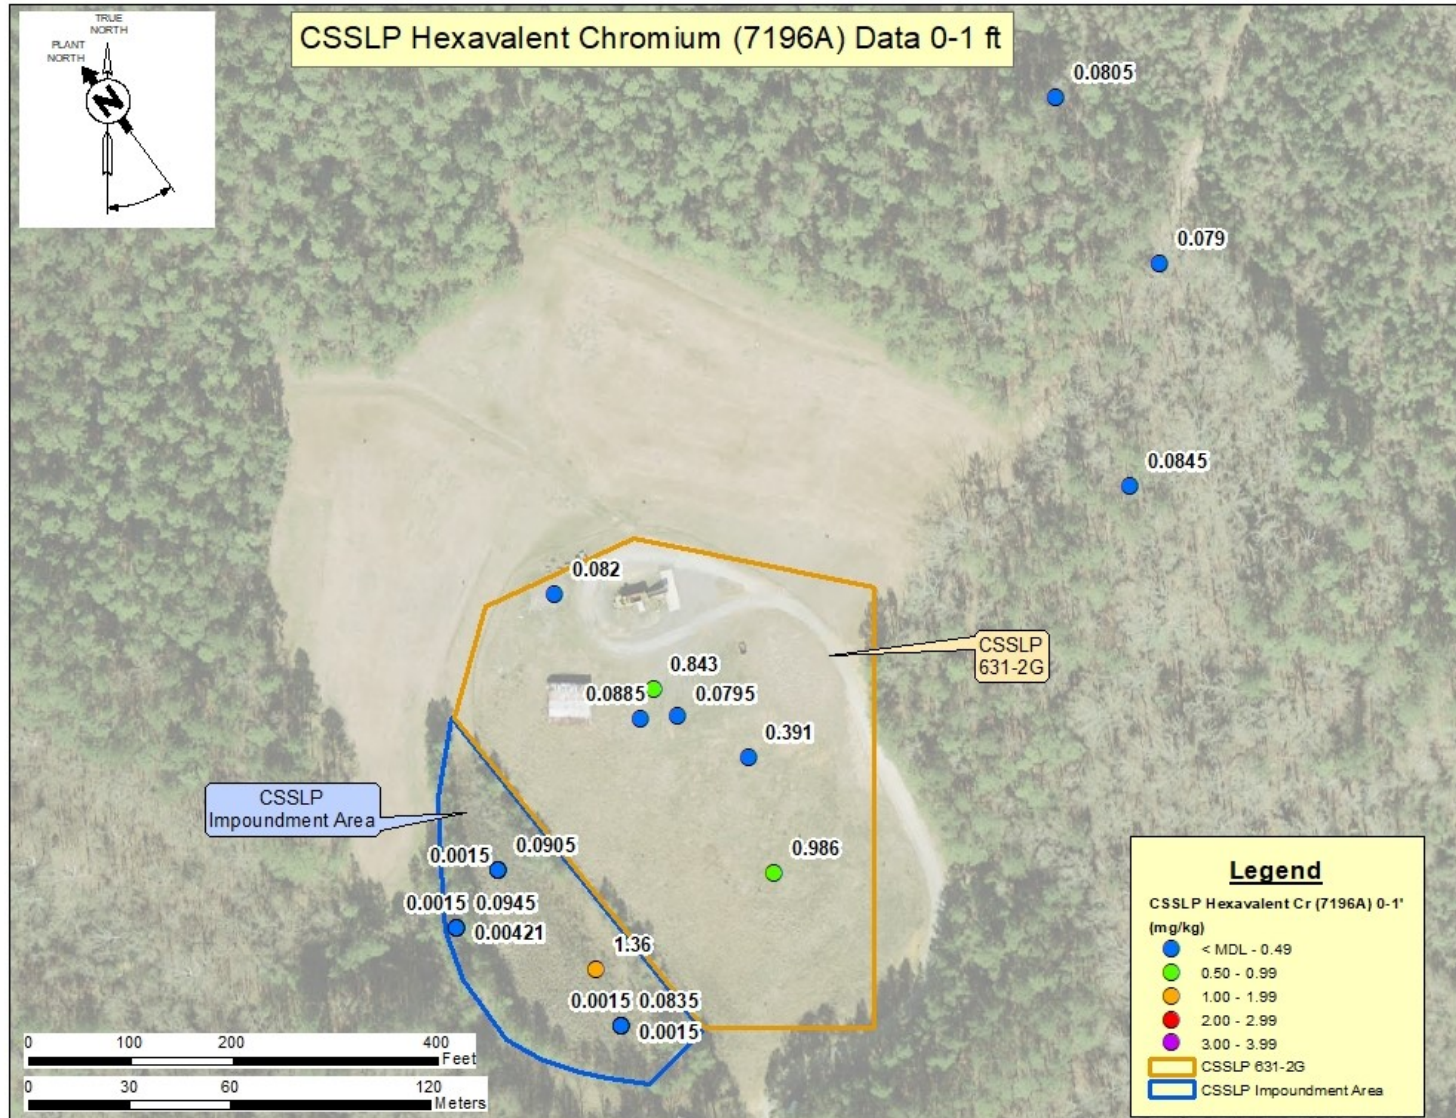 CSSLP Hexavalent Chromium (7196A) Data 0-1 ft
TRUE
NORTH
PLANT
NORTH
N
0.0805
0.079
0.0845
0.082
CSSLP
631-2G
0.843
0.0885
0.0795
0.391
CSSLP
Impoundment Area
0.0015
0.0905
0.986
0.0015
0.0945
0.00421
1.36
0.0015
0.0835
0.0015
Legend
CSSLP Hexavalent Cr (7196A) 0-1'
(mg/kg)
< MDL - 0.49
0.50 - 0.99
1.00 - 1.99
2.00 - 2.99
3.00 - 3.99
CSSLP 631-2G
CSSLP Impoundment Area
0 100 200 400
Feet
0 30 60 120
Meters